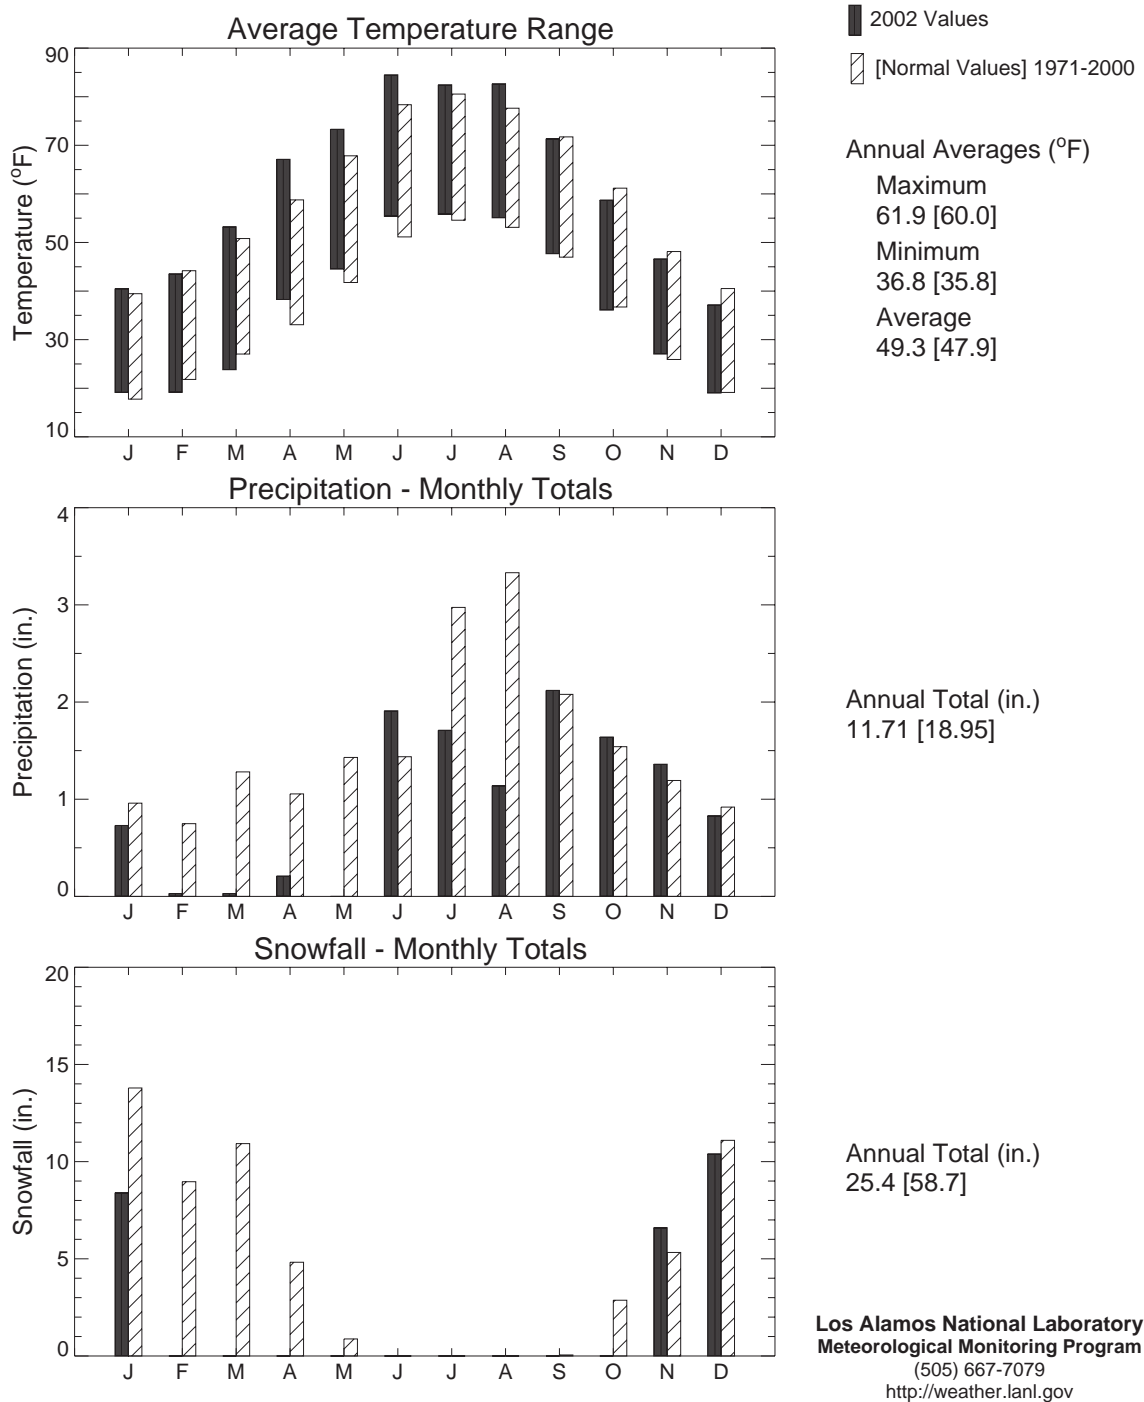 Average Temperature Range
2002 Values
[Normal Values] 1971-2000
90
70
50
30
10
Temperature (°F)
J F M A M J J A S O N D
Annual Averages (°F)
Maximum
61.9 [60.0]
Minimum
36.8 [35.8]
Average
49.3 [47.9]
Precipitation - Monthly Totals
4
3
2
1
0
Precipitation (in.)
J F M A M J J A S O N D
Annual Total (in.)
11.71 [18.95]
Snowfall - Monthly Totals
20
15
10
5
0
Snowfall (in.)
J F M A M J J A S O N D
Annual Total (in.)
25.4 [58.7]
Los Alamos National Laboratory
Meteorological Monitoring Program
(505) 667-7079
http://weather.lanl.gov